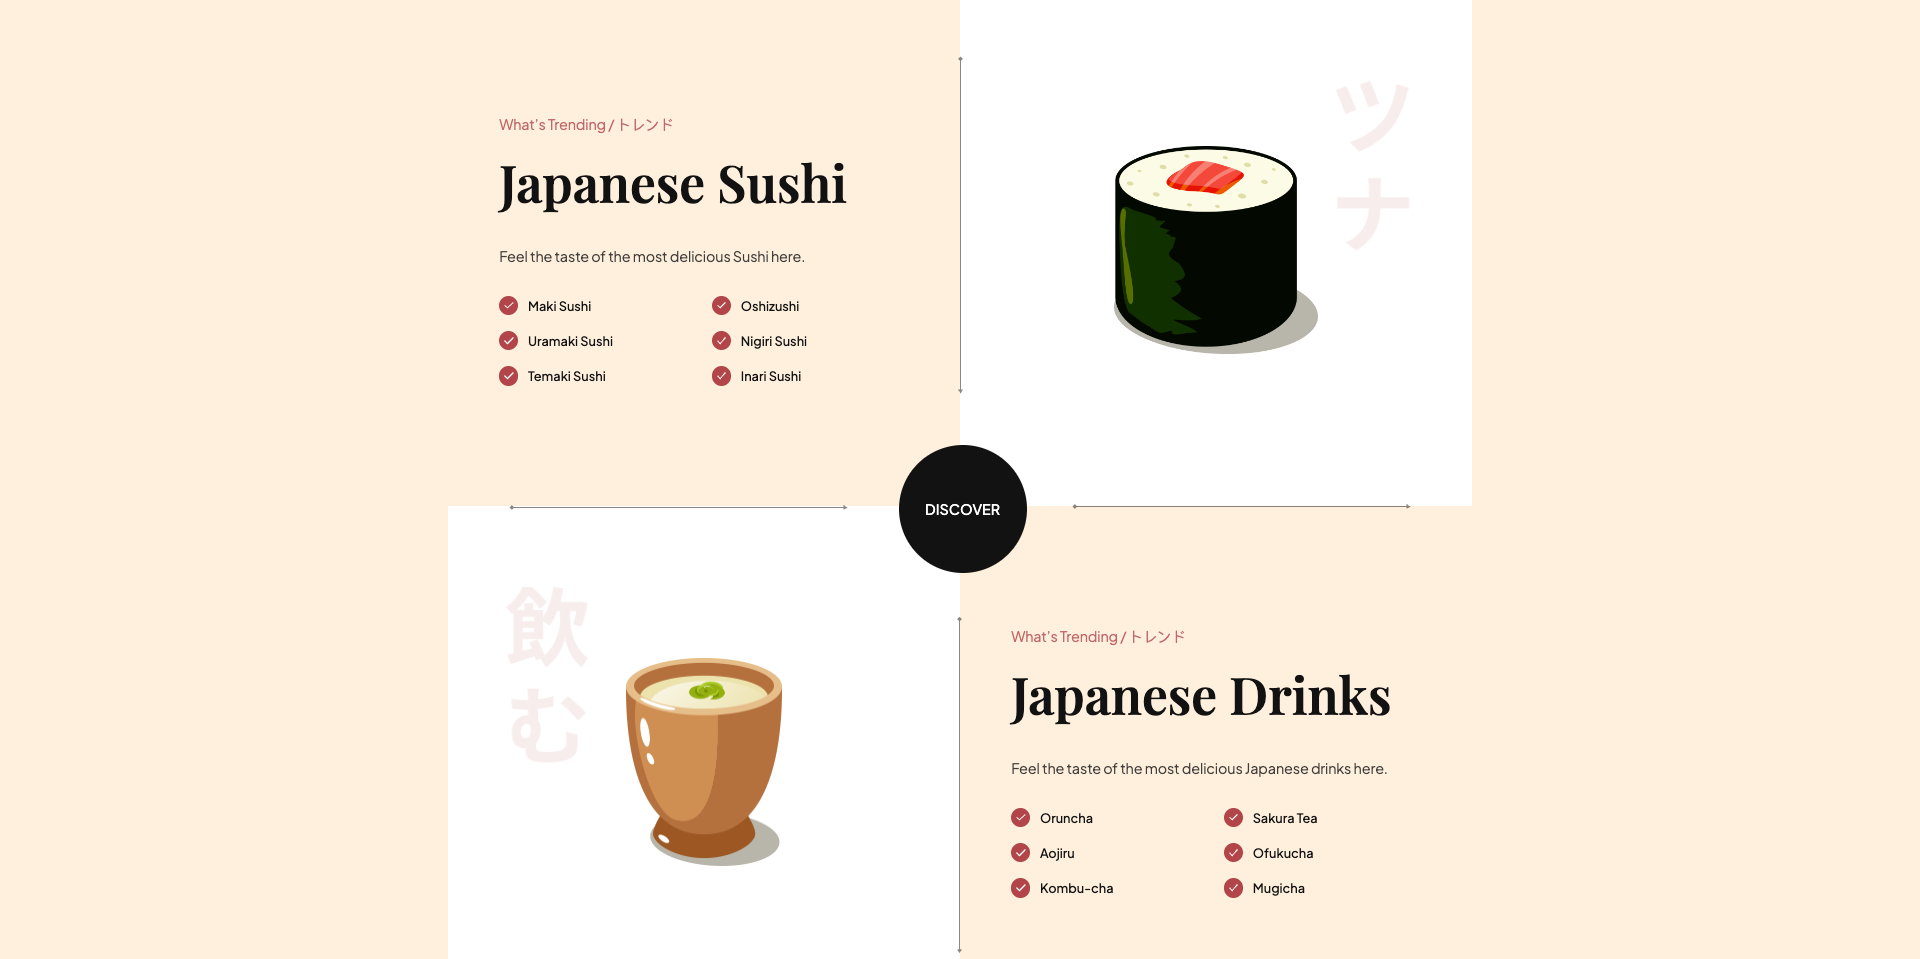 What's Trending / トレンド
Japanese Sushi
Feel the taste of the most delicious Sushi here.
Maki Sushi
Oshizushi
Uramaki Sushi
Nigiri Sushi
Temaki Sushi
Inari Sushi
ツナ
DISCOVER
飲む
What's Trending / トレンド
Japanese Drinks
Feel the taste of the most delicious Japanese drinks here.
Oruncha
Sakura Tea
Aojiru
Ofukucha
Kombu-cha
Mugicha